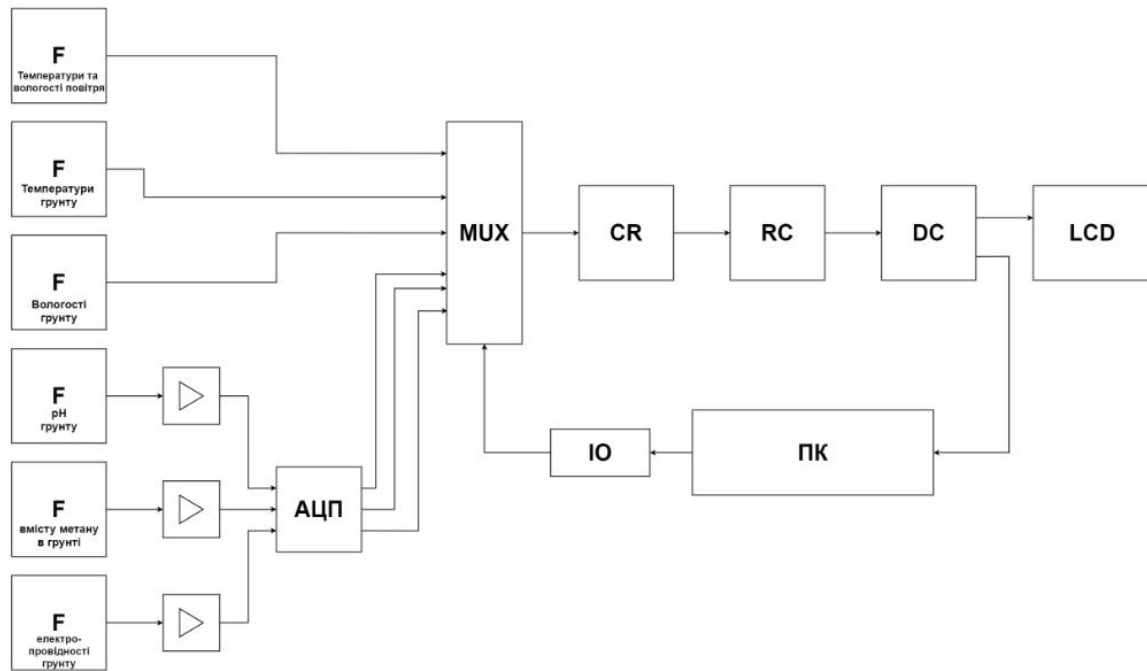 F
Температури та
вологості повітря
F
Температури
грунту
F
Вологості
грунту
F
pH
грунту
F
вмісту метану
в грунті
F
електро-
провідності
грунту
АЦП
MUX
CR
RC
DC
LCD
IO
ПК